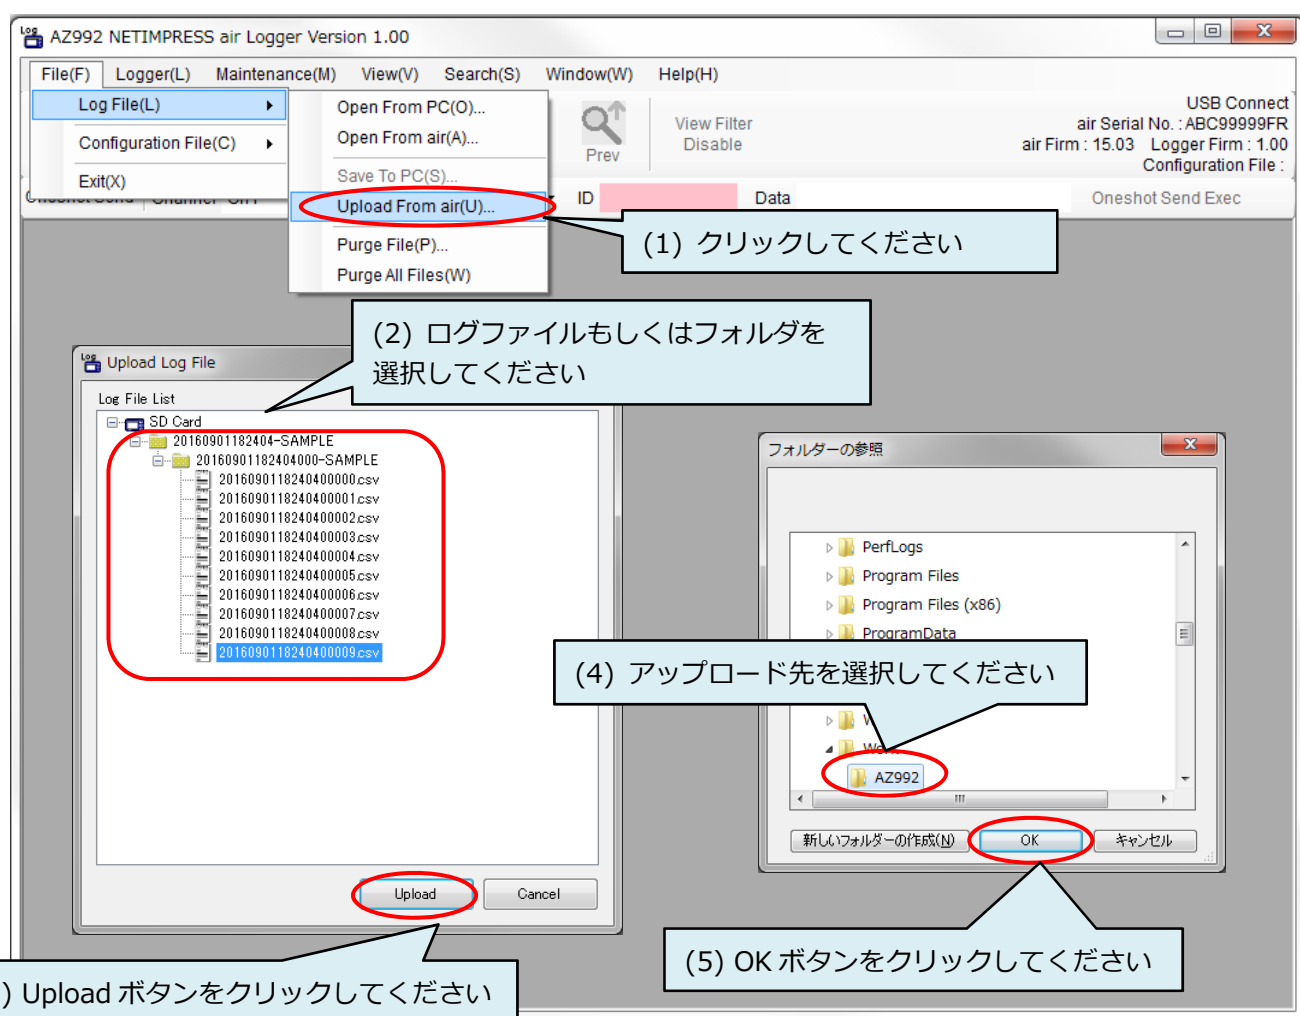 AZ992 NETIMPRESS air Logger Version 1.00
File(F) Logger(L) Maintenance(M) View(V) Search(S) Window(W) Help(H)
Log File(L)
Configuration File(C)
Exit(X)
Open From PC(O)...
Open From air(A)...
Save To PC(S)...
Upload From air(U)...
Purge File(P)...
Purge All Files(W)
Prev
View Filter
Disable
USB Connect
air Serial No. : ABC99999FR
air Firm : 15.03 Logger Firm : 1.00
Configuration File :
ID
Data
Oneshot Send Exec
(1) クリックしてください
(2) ログファイルもしくはフォルダを
選択してください
Upload Log File
Log File List
SD Card
20160901182404-SAMPLE
20160901182404000-SAMPLE
2016090118240400000.csv
2016090118240400001.csv
2016090118240400002.csv
2016090118240400003.csv
2016090118240400004.csv
2016090118240400005.csv
2016090118240400006.csv
2016090118240400007.csv
2016090118240400008.csv
2016090118240400009.csv
Upload Cancel
) Upload ボタンをクリックしてください
フォルダーの参照
PerfLogs
Program Files
Program Files (x86)
ProgramData
(4) アップロード先を選択してください
AZ992
新しいフォルダーの作成(N) OK キャンセル
(5) OK ボタンをクリックしてください